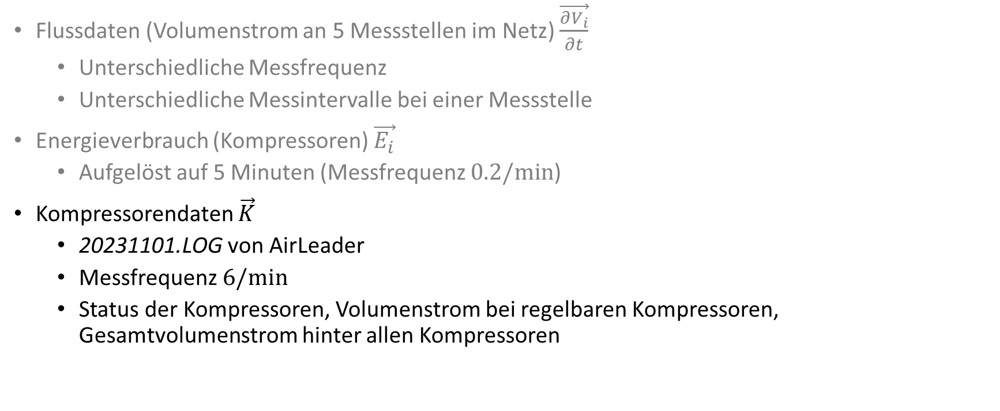 • Flussdaten (Volumenstrom an 5 Messstellen im Netz) $\overrightarrow{\frac{\partial V_i}{\partial t}}$
• Unterschiedliche Messfrequenz
• Unterschiedliche Messintervalle bei einer Messstelle
• Energieverbrauch (Kompressoren) $\overrightarrow{E_i}$
• Aufgelöst auf 5 Minuten (Messfrequenz 0.2/min)
• Kompressorendaten $\vec{K}$
• 20231101.LOG von AirLeader
• Messfrequenz 6/min
• Status der Kompressoren, Volumenstrom bei regelbaren Kompressoren,
Gesamtvolumenstrom hinter allen Kompressoren